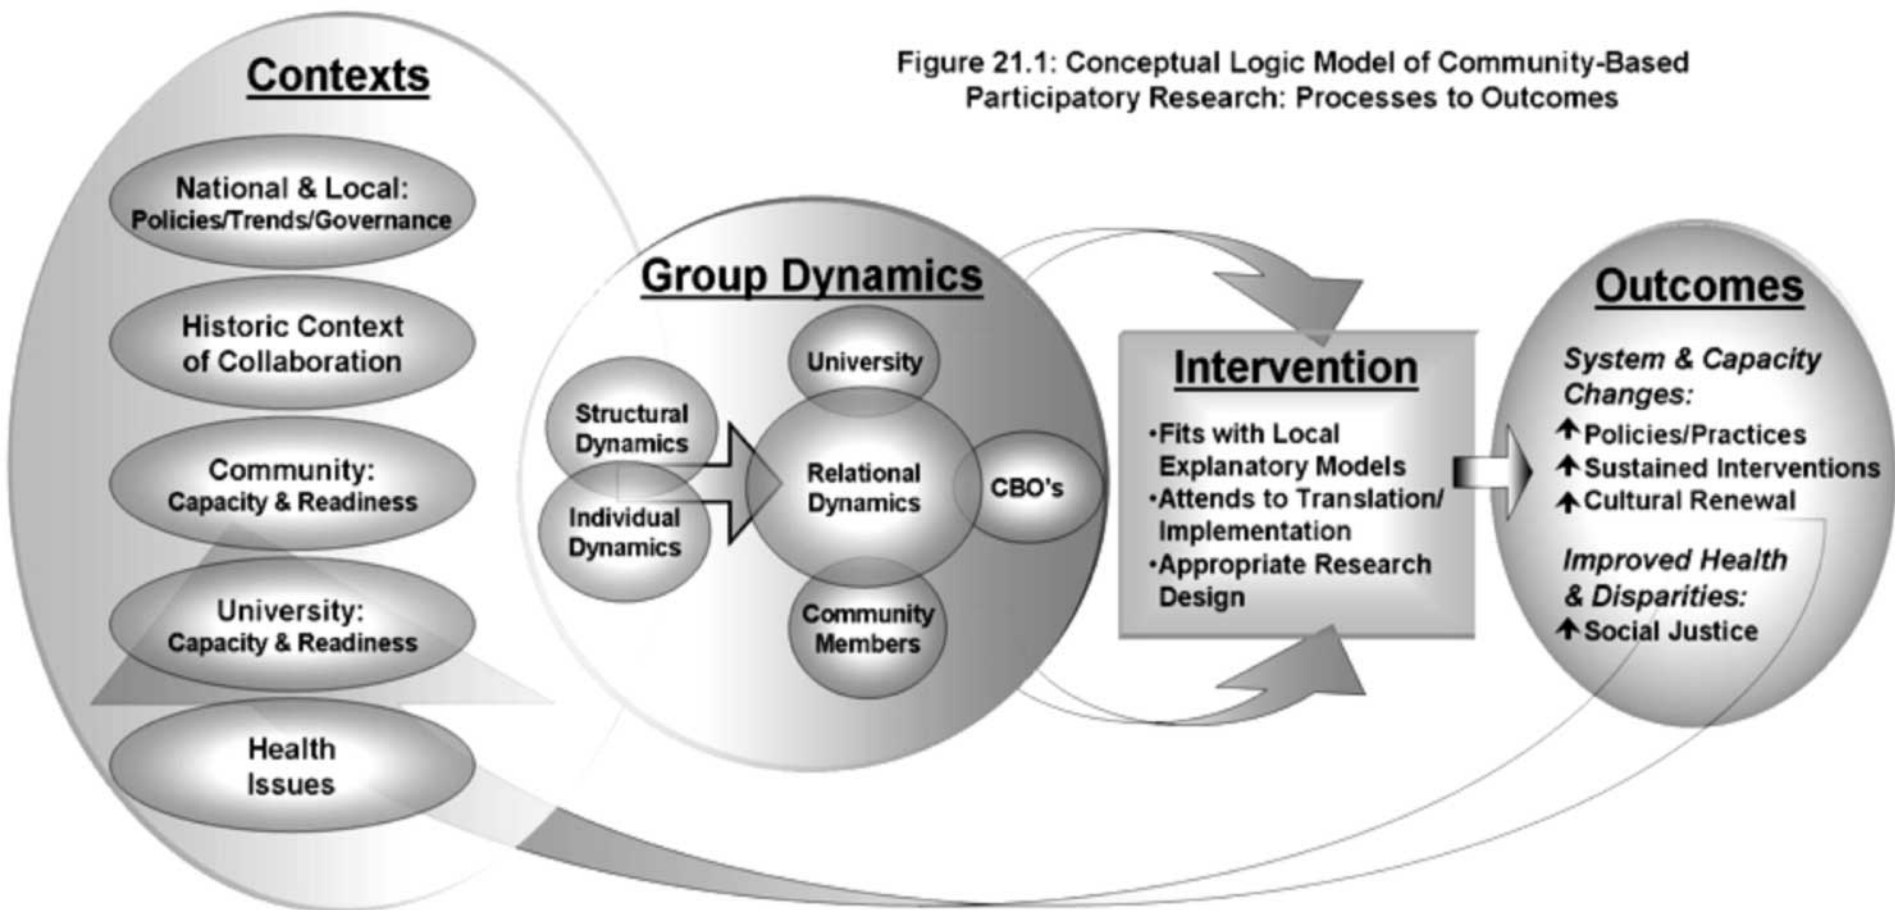 Figure 21.1: Conceptual Logic Model of Community-Based
Participatory Research: Processes to Outcomes
Contexts
National & Local:
Policies/Trends/Governance
Historic Context
of Collaboration
Community:
Capacity & Readiness
University:
Capacity & Readiness
Health
Issues
Group Dynamics
Structural
Dynamics
Individual
Dynamics
University
Relational
Dynamics
CBO's
Community
Members
Intervention
•Fits with Local
Explanatory Models
•Attends to Translation/
Implementation
•Appropriate Research
Design
Outcomes
System & Capacity
Changes:
Policies/Practices
Sustained Interventions
Cultural Renewal
Improved Health
& Disparities:
Social Justice